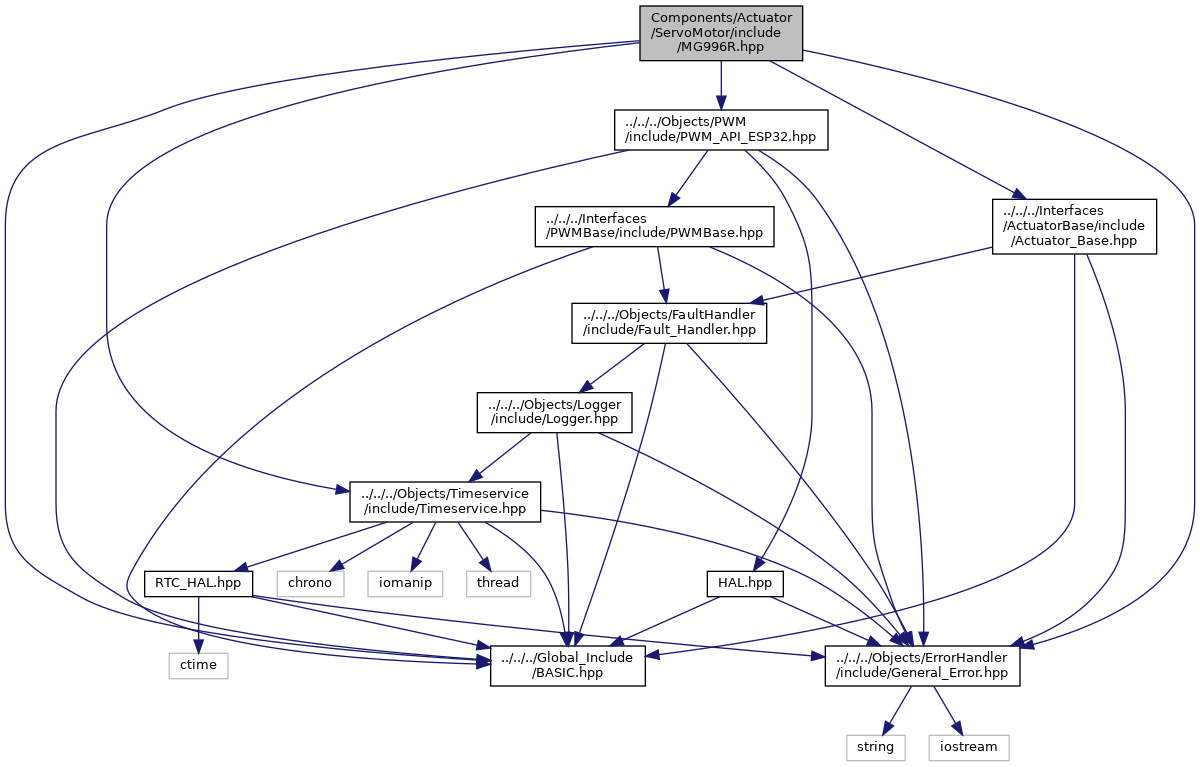 Components/Actuator
/ServoMotor/include
/MG996R.hpp
../../../Objects/PWM
/include/PWM_API_ESP32.hpp
../../../Interfaces
/PWMBase/include/PWMBase.hpp
../../../Interfaces
/ActuatorBase/include
/Actuator_Base.hpp
../../../Objects/FaultHandler
/include/Fault_Handler.hpp
../../../Objects/Logger
/include/Logger.hpp
../../../Objects/Timeservice
/include/Timeservice.hpp
RTC_HAL.hpp
chrono
iomanip
thread
HAL.hpp
ctime
../../../Global_Include
/BASIC.hpp
../../../Objects/ErrorHandler
/include/General_Error.hpp
string
iostream